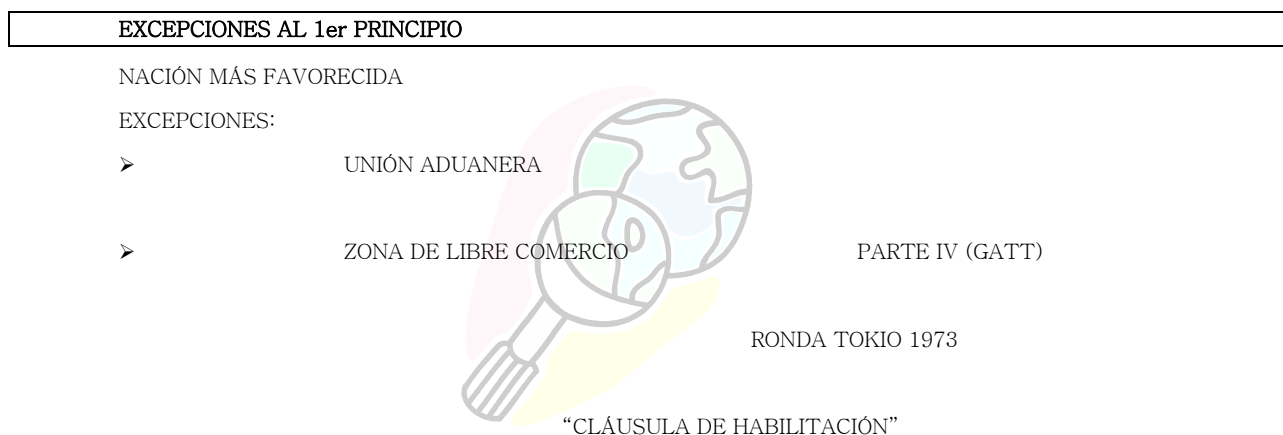 EXCEPCIONES AL 1er PRINCIPIO
NACIÓN MÁS FAVORECIDA
EXCEPCIONES:
➢ UNIÓN ADUANERA
➢ ZONA DE LIBRE COMERCIO PARTE IV (GATT)
RONDA TOKIO 1973
“CLÁUSULA DE HABILITACIÓN”